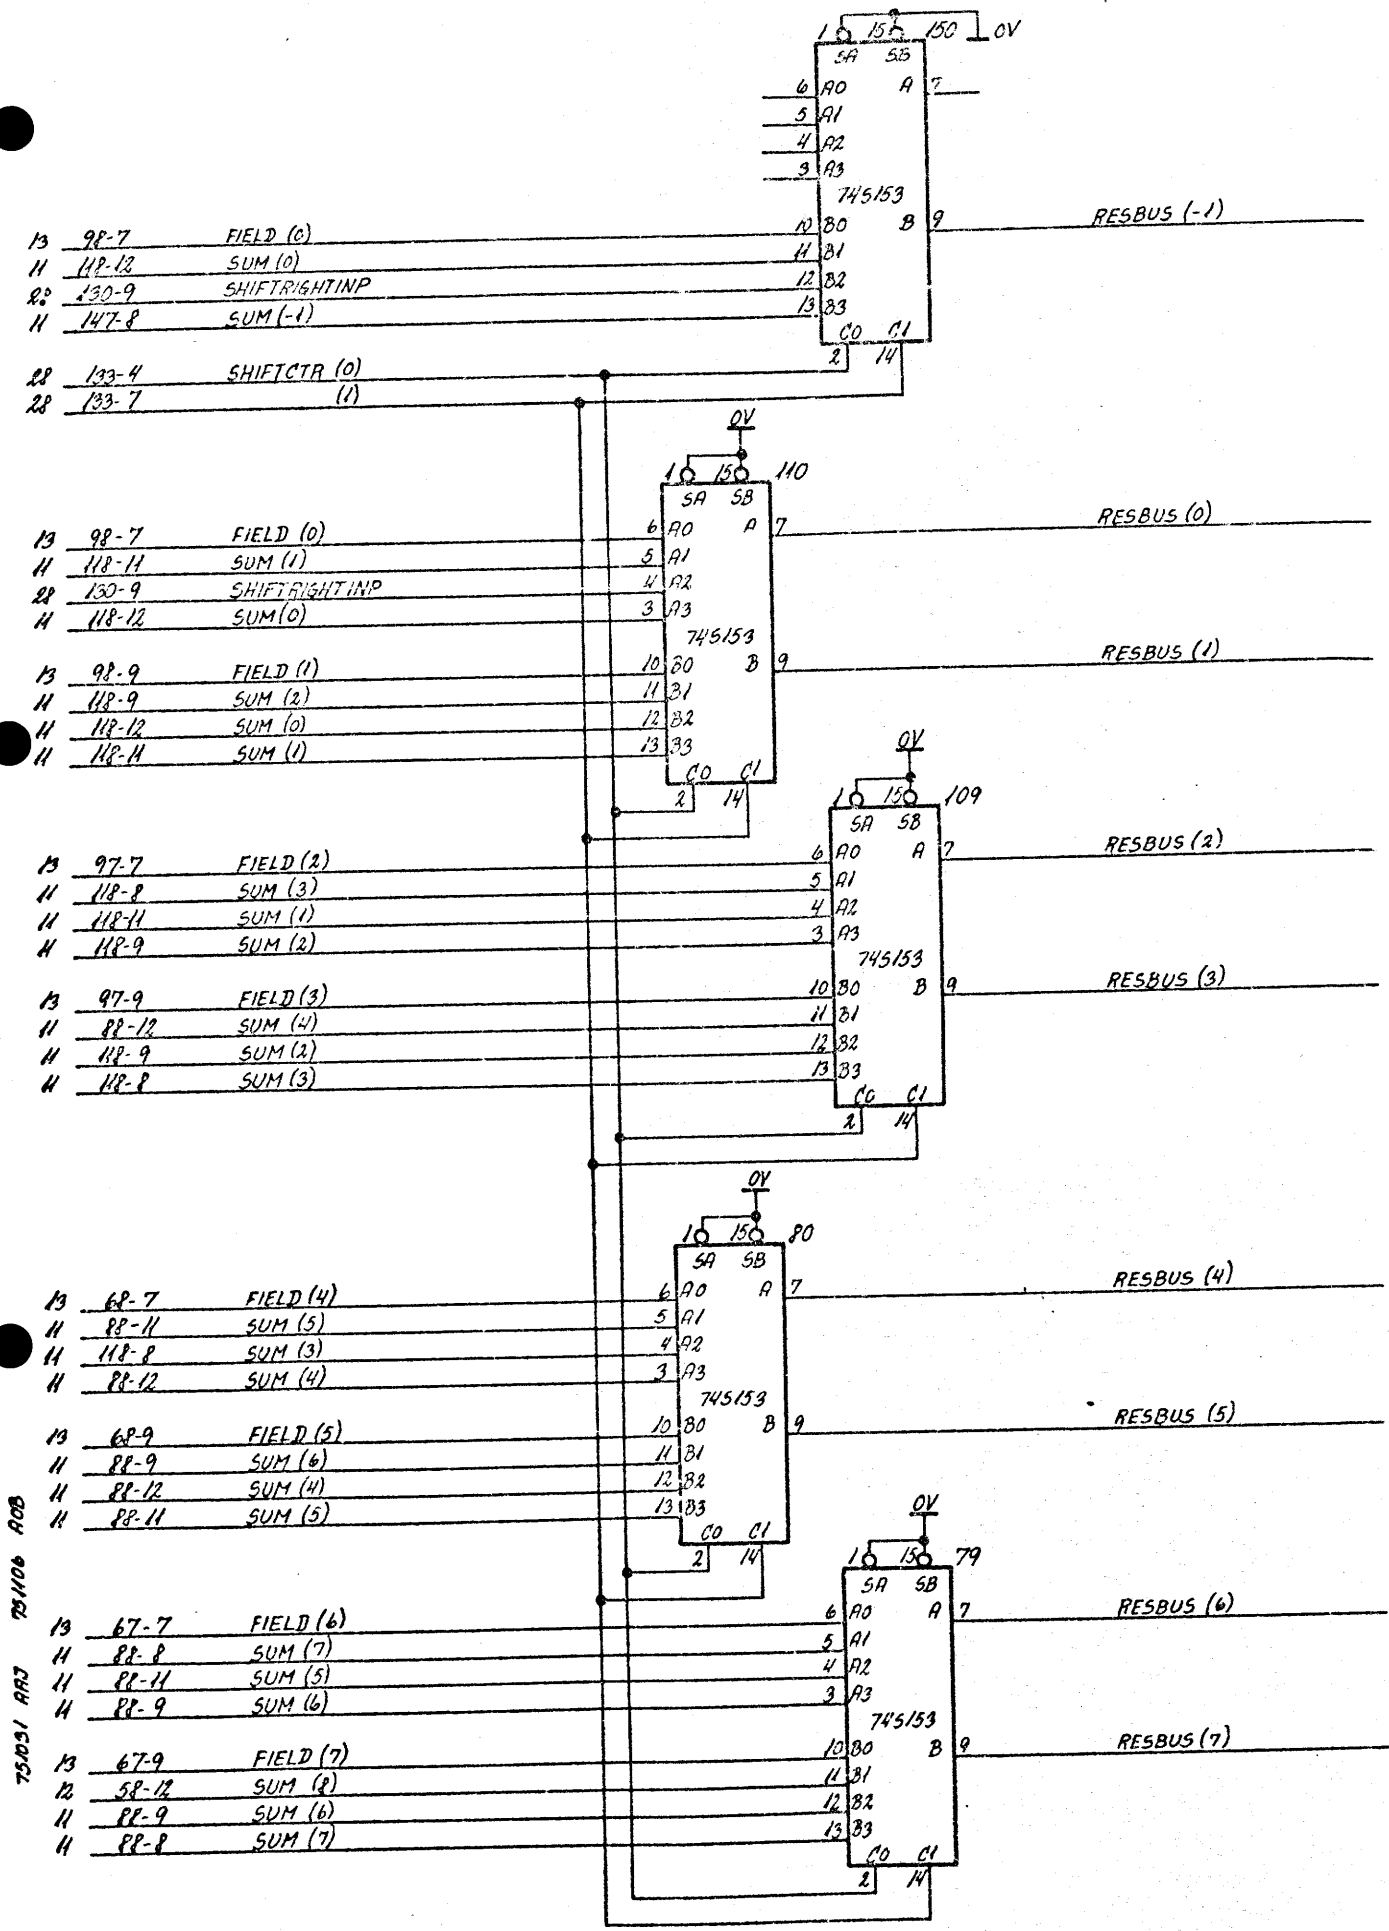 1 15 150 0V
SA SB
6 A0 A 7
5 A1
4 A2
3 A3
74S153
13 98-7 FIELD (0) 10 B0 B 9 RESBUS (-1)
11 118-12 SUM (0) 11 B1
28 130-9 SHIFTRIGHTINP 12 B2
11 147-8 SUM (-1) 13 B3
C0 C1
2 14
28 133-4 SHIFTCTR (0)
28 133-7 (1)
0V
1 15 110
SA SB
13 98-7 FIELD (0) 6 A0 A 7 RESBUS (0)
11 118-11 SUM (1) 5 A1
28 130-9 SHIFTRIGHTINP 4 A2
11 118-12 SUM (0) 3 A3
74S153
13 98-9 FIELD (1) 10 B0 B 9 RESBUS (1)
11 118-9 SUM (2) 11 B1
11 118-12 SUM (0) 12 B2
11 118-11 SUM (1) 13 B3
C0 C1
2 14
0V
1 15 109
SA SB
13 97-7 FIELD (2) 6 A0 A 7 RESBUS (2)
11 118-8 SUM (3) 5 A1
11 118-11 SUM (1) 4 A2
11 118-9 SUM (2) 3 A3
74S153
13 97-9 FIELD (3) 10 B0 B 9 RESBUS (3)
11 88-12 SUM (4) 11 B1
11 118-9 SUM (2) 12 B2
11 118-8 SUM (3) 13 B3
C0 C1
2 14
0V
1 15 80
SA SB
13 68-7 FIELD (4) 6 A0 A 7 RESBUS (4)
11 88-11 SUM (5) 5 A1
11 118-8 SUM (3) 4 A2
11 88-12 SUM (4) 3 A3
74S153
13 68-9 FIELD (5) 10 B0 B 9 RESBUS (5)
11 88-9 SUM (6) 11 B1
11 88-12 SUM (4) 12 B2
11 88-11 SUM (5) 13 B3
C0 C1
2 14
0V
1 15 79
SA SB
13 67-7 FIELD (6) 6 A0 A 7 RESBUS (6)
11 88-8 SUM (7) 5 A1
11 88-11 SUM (5) 4 A2
11 88-9 SUM (6) 3 A3
74S153
13 67-9 FIELD (7) 10 B0 B 9 RESBUS (7)
12 58-12 SUM (8) 11 B1
11 88-9 SUM (6) 12 B2
11 88-8 SUM (7) 13 B3
C0 C1
2 14
751031 AAJ 751106 AOB